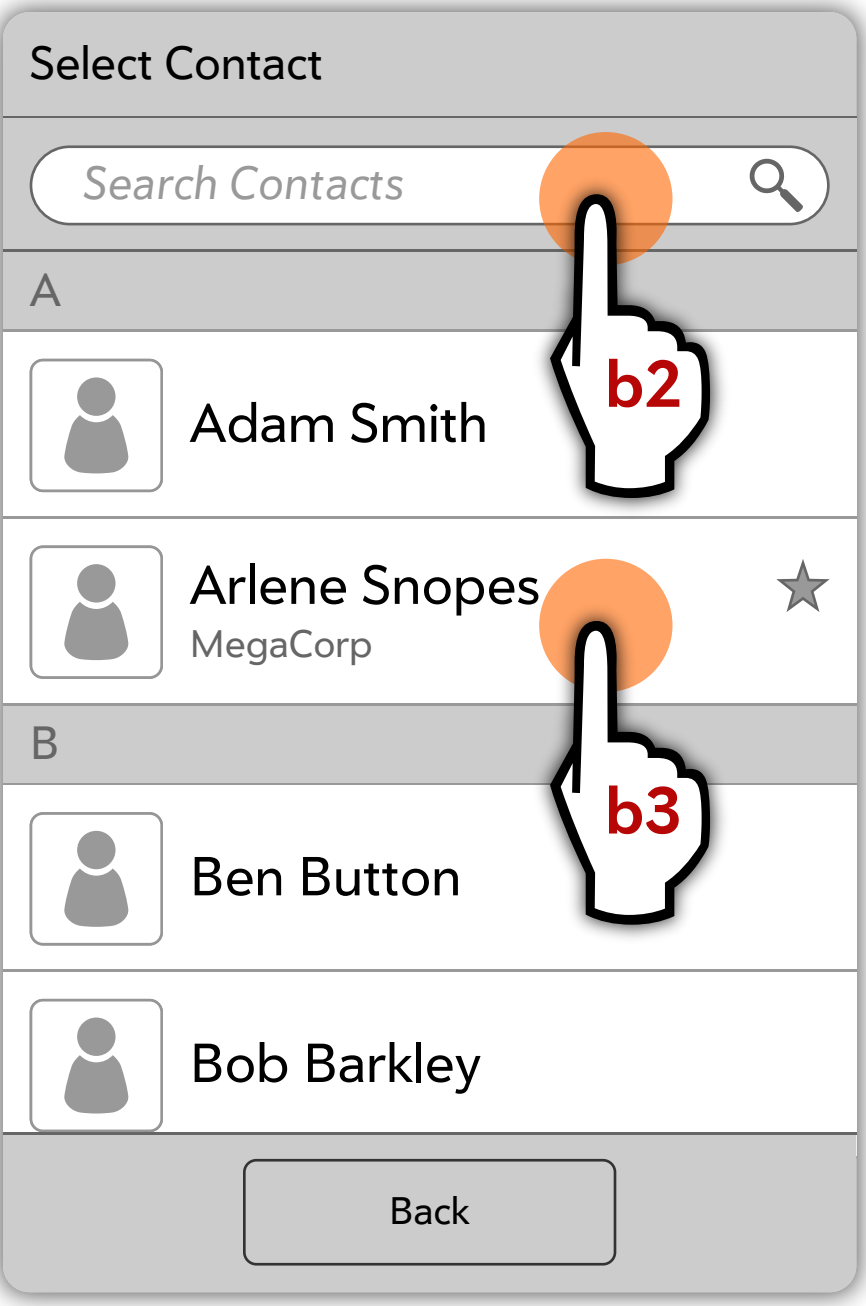 Select Contact
Search Contacts
A
b2
Adam Smith
Arlene Snopes
MegaCorp
B
b3
Ben Button
Bob Barkley
Back